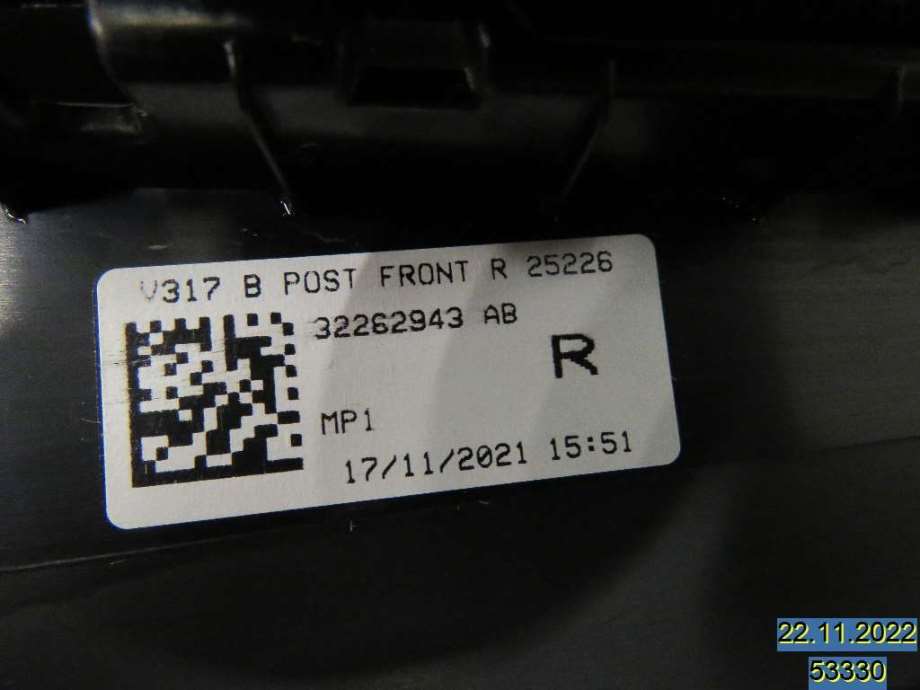 V317 B POST FRONT R 25226
32262943 AB
R
MP1
17/11/2021 15:51
22.11.2022
53330